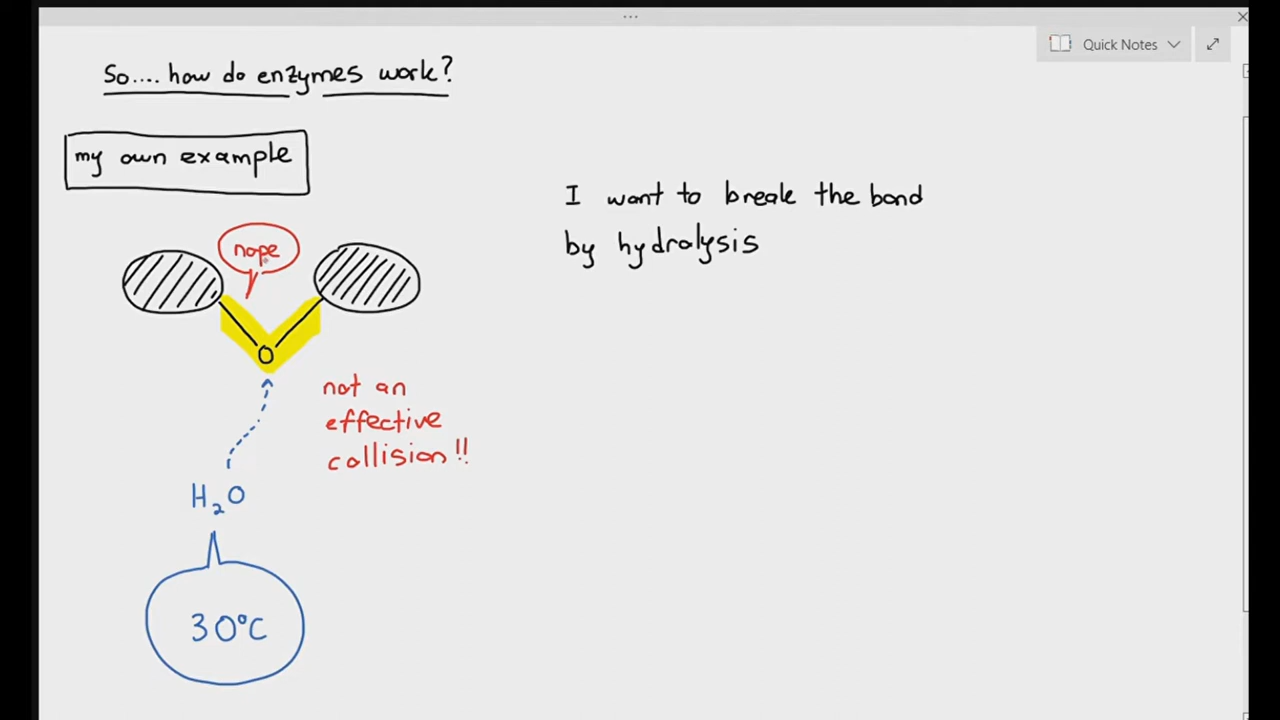 Quick Notes
So.... how do enzymes work?
my own example
I want to break the bond
by hydrolysis
nope
O
not an
effective
collision!!
H₂O
30°C